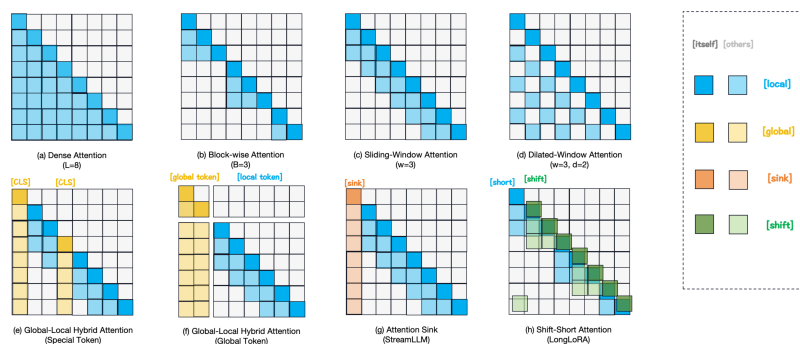 [itself] [others]
[local]
[global]
[sink]
[shift]
(a) Dense Attention
(L=8)
(b) Block-wise Attention
(B=3)
(c) Sliding-Window Attention
(w=3)
(d) Dilated-Window Attention
(w=3, d=2)
[CLS] [CLS]
[global token] [local token]
[sink]
[short] [shift]
(e) Global-Local Hybrid Attention
(Special Token)
(f) Global-Local Hybrid Attention
(Global Token)
(g) Attention Sink
(StreamLLM)
(h) Shift-Short Attention
(LongLoRA)